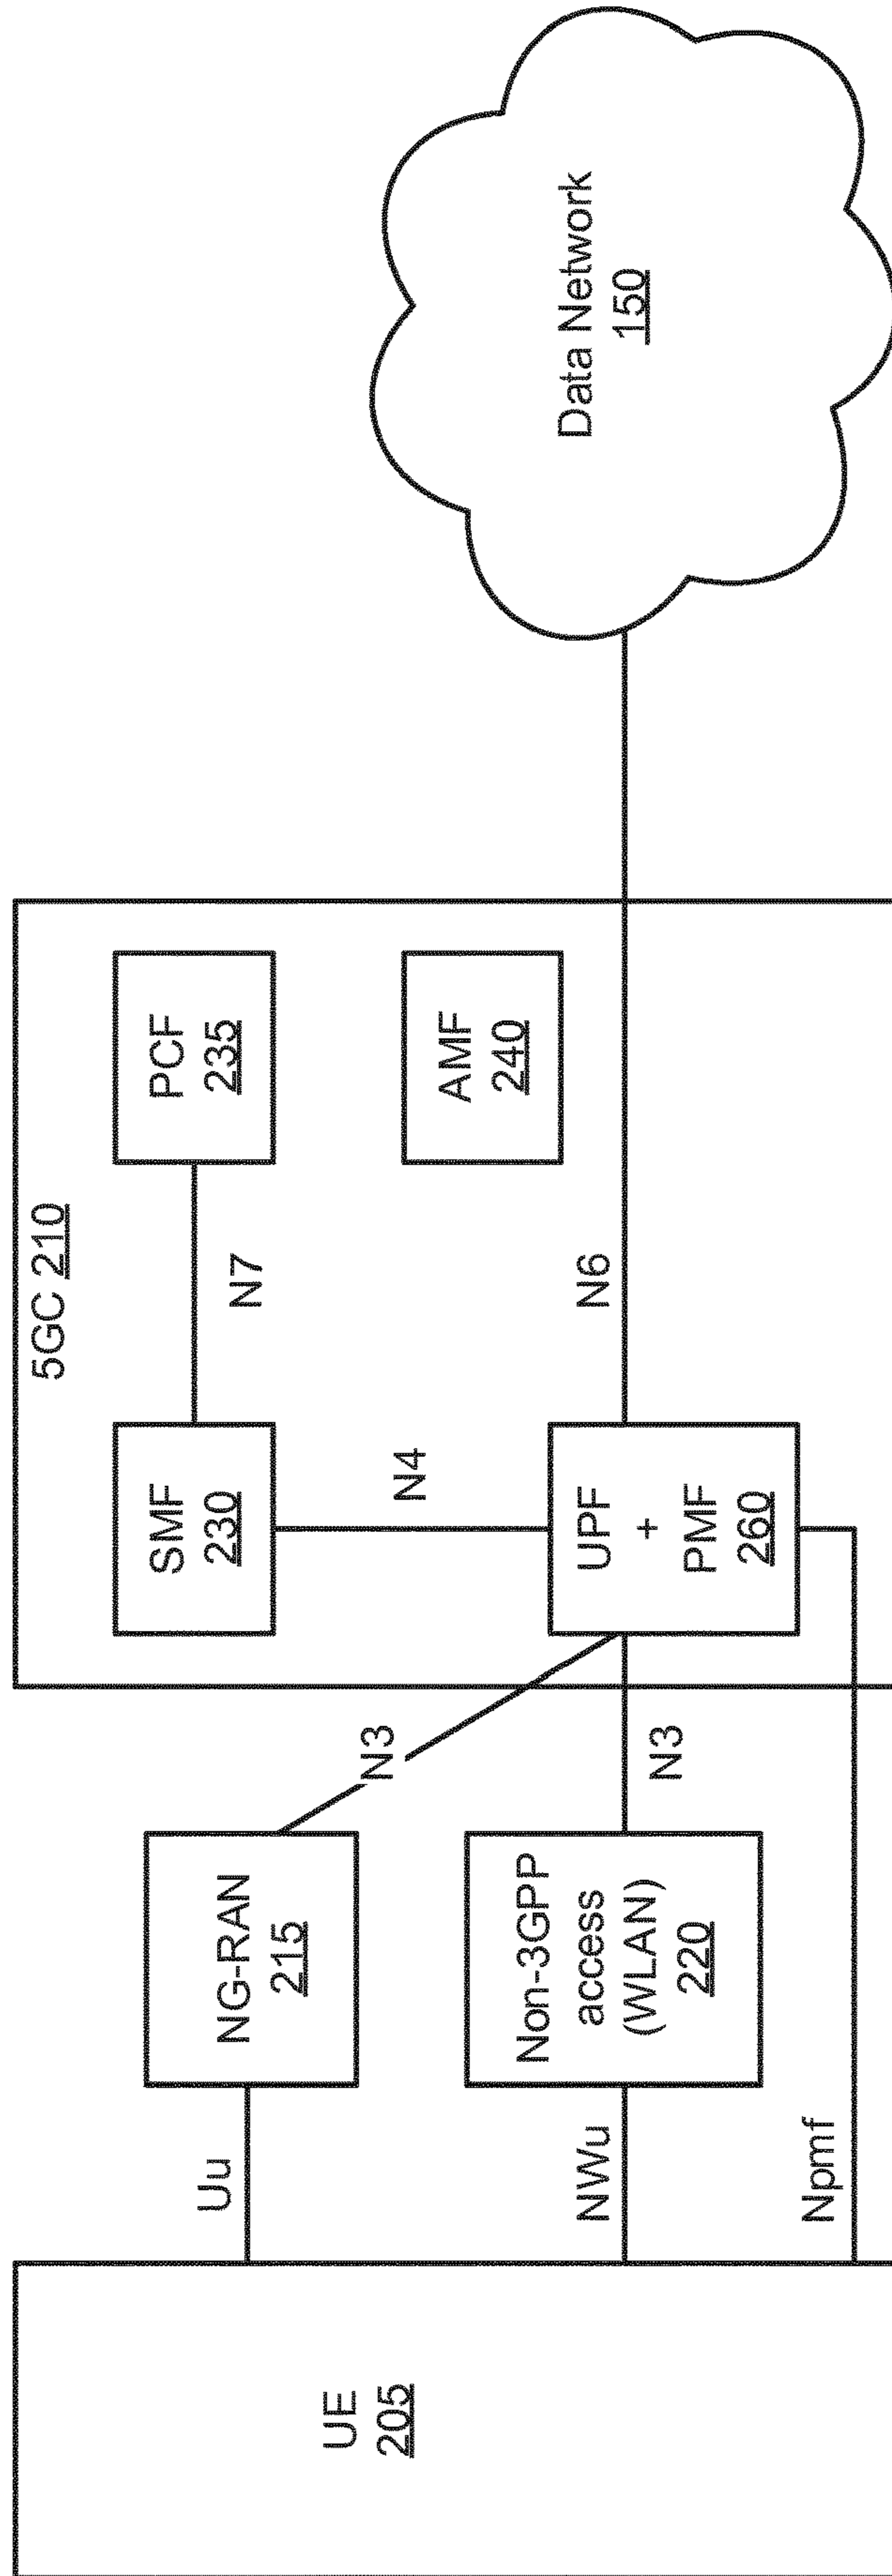 UE
205
Uu
NWu
Npmf
NG-RAN
215
Non-3GPP
access
(WLAN)
220
N3
N3
5GC 210
SMF
230
N7
PCF
235
N4
AMF
240
UPF
+
PMF
260
N6
Data Network
150